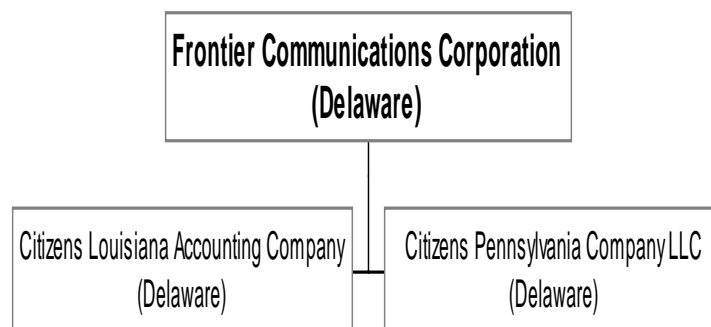 Frontier Communications Corporation
(Delaware)
Citizens Louisiana Accounting Company
(Delaware)
Citizens Pennsylvania Company LLC
(Delaware)